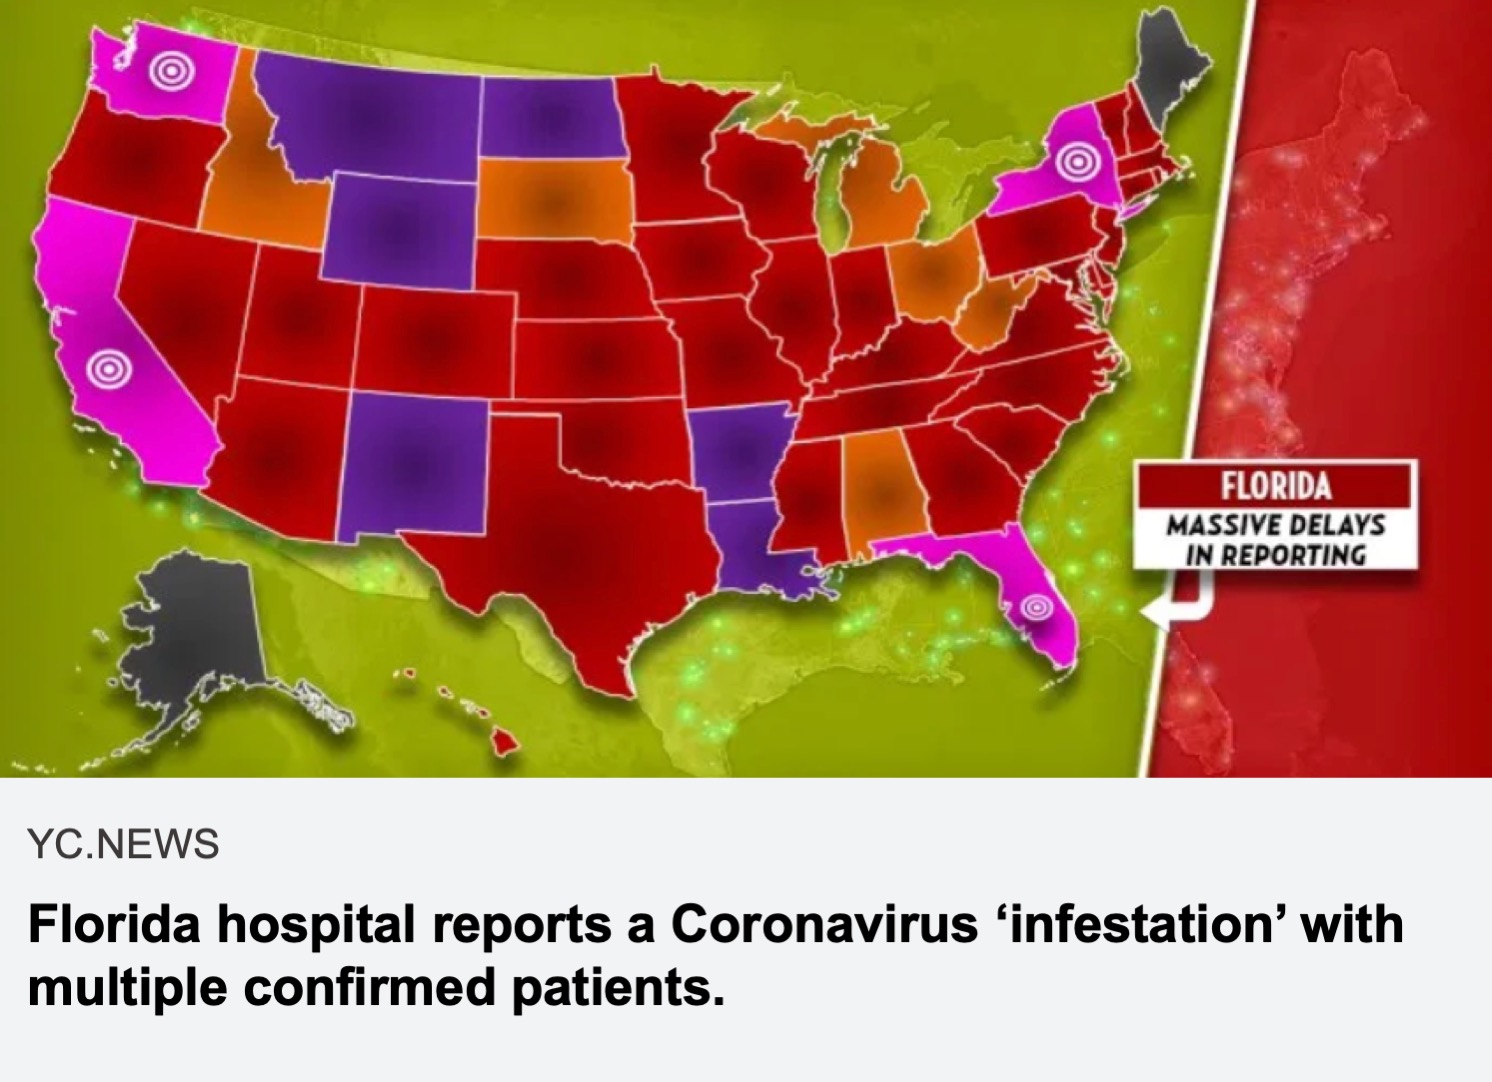 FLORIDA
MASSIVE DELAYS
IN REPORTING
YC.NEWS
Florida hospital reports a Coronavirus ‘infestation’ with
multiple confirmed patients.